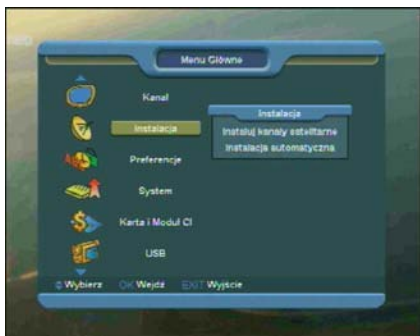 Menu Główne
Kanał
Instalacja
Preferencje
System
Karta i Moduł CI
USB
Instalacja
Instaluj kanały satelitarne
Instalacja automatyczna
Wybierz OK Wejdź EXIT Wyjście